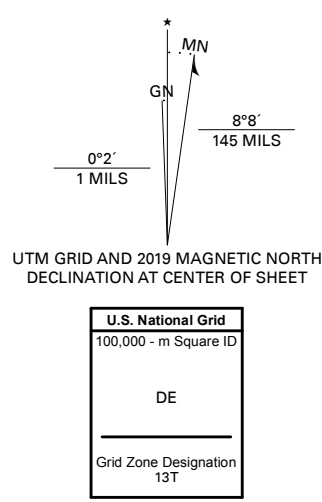 ★
MN
GN
8°8´
145 MILS
0°2´
1 MILS
UTM GRID AND 2019 MAGNETIC NORTH
DECLINATION AT CENTER OF SHEET
U.S. National Grid
100,000 - m Square ID
DE
Grid Zone Designation
13T